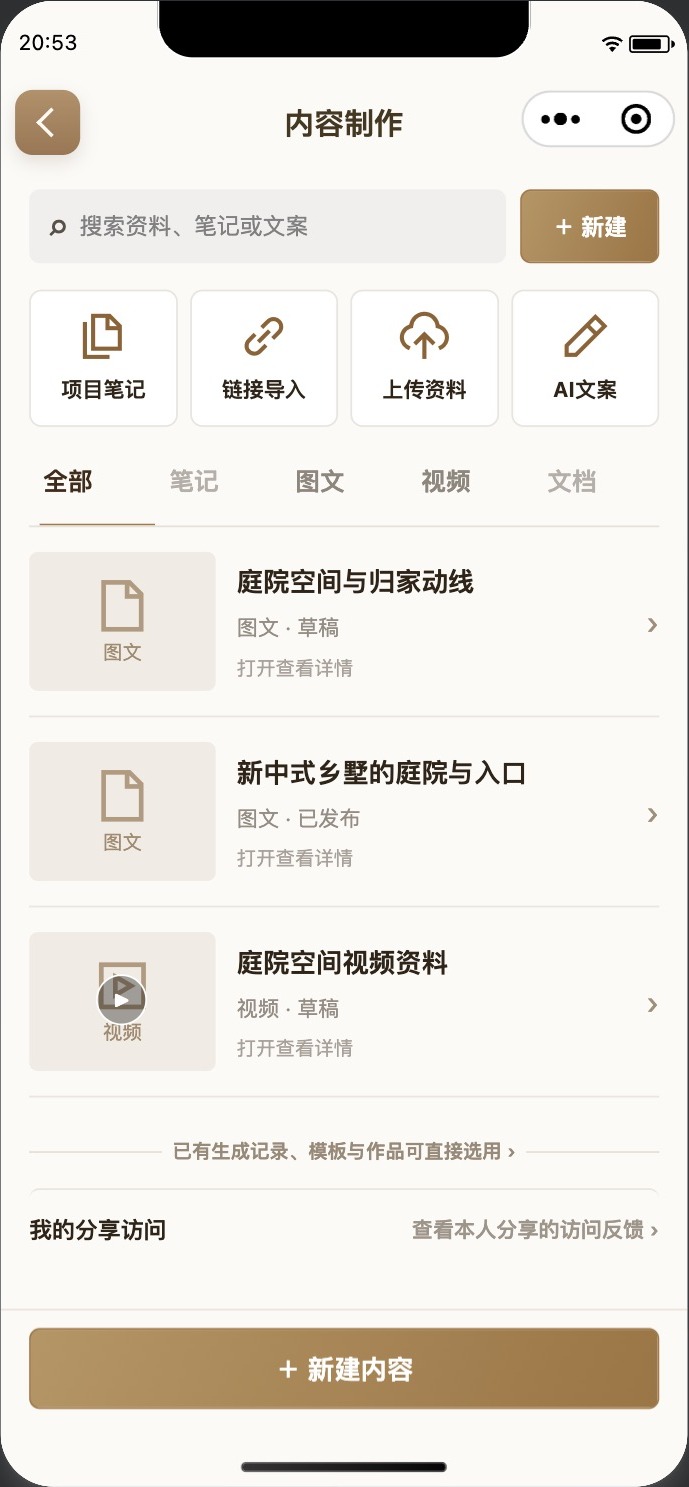 20:53
内容制作
搜索资料、笔记或文案
+ 新建
项目笔记
链接导入
上传资料
AI文案
全部
笔记
图文
视频
文档
图文
庭院空间与归家动线
图文 · 草稿
打开查看详情
›
图文
新中式乡墅的庭院与入口
图文 · 已发布
打开查看详情
›
视频
庭院空间视频资料
视频 · 草稿
打开查看详情
›
已有生成记录、模板与作品可直接选用 ›
我的分享访问
查看本人分享的访问反馈 ›
+ 新建内容